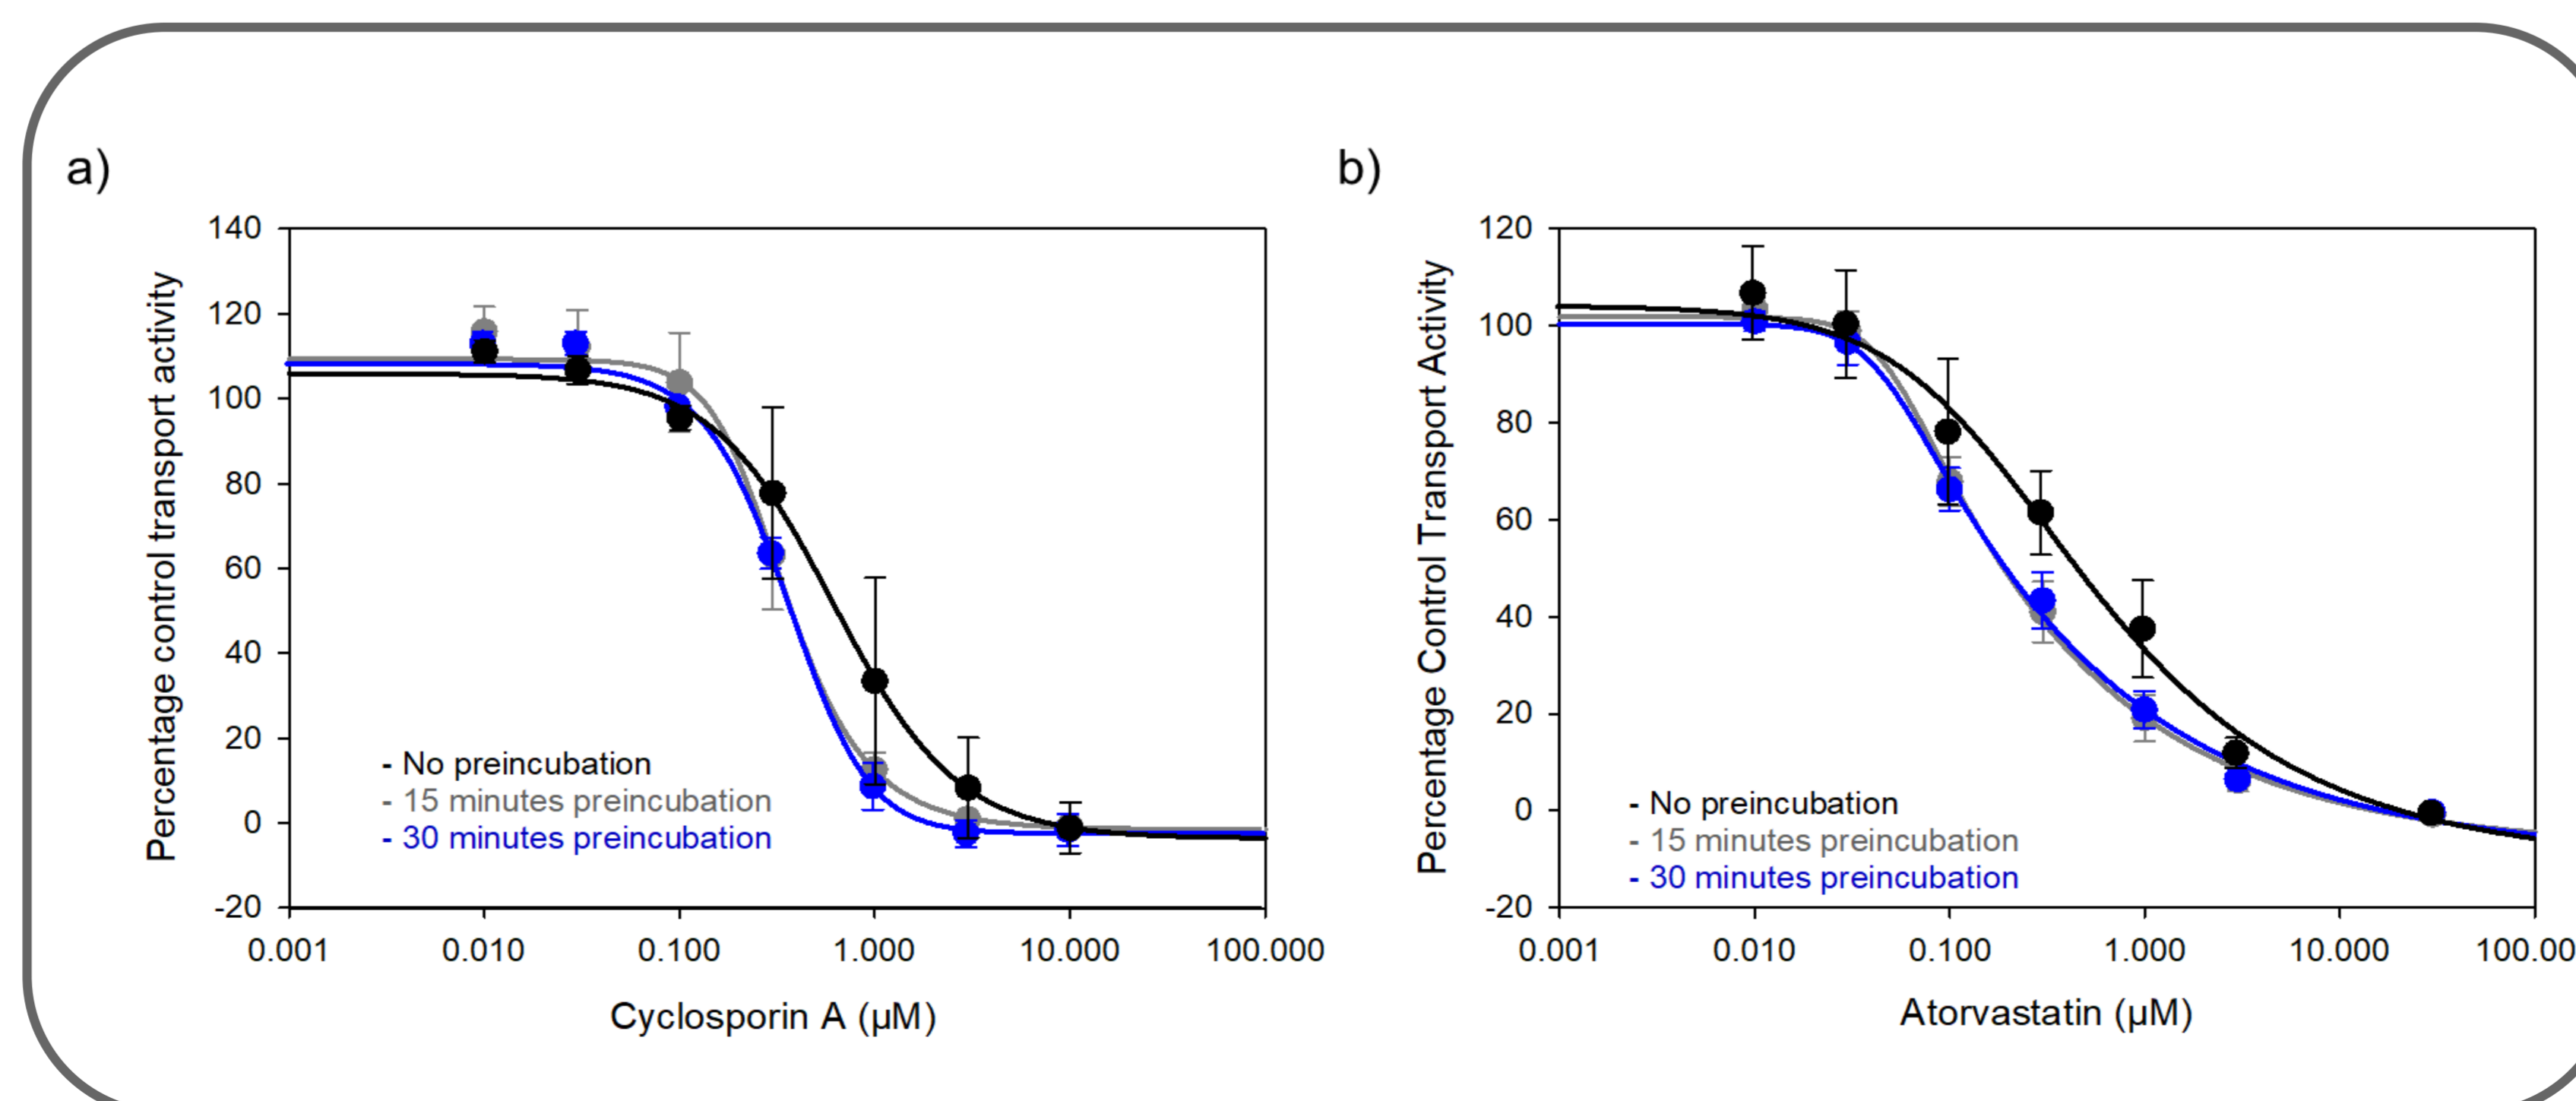 a)
Percentage control transport activity
140
120
100
80
60
40
20
0
-20
- No preincubation
- 15 minutes preincubation
- 30 minutes preincubation
0.001 0.010 0.100 1.000 10.000 100.000
Cyclosporin A (µM)
b)
Percentage Control Transport Activity
120
100
80
60
40
20
0
-20
- No preincubation
- 15 minutes preincubation
- 30 minutes preincubation
0.001 0.010 0.100 1.000 10.000 100.00
Atorvastatin (µM)